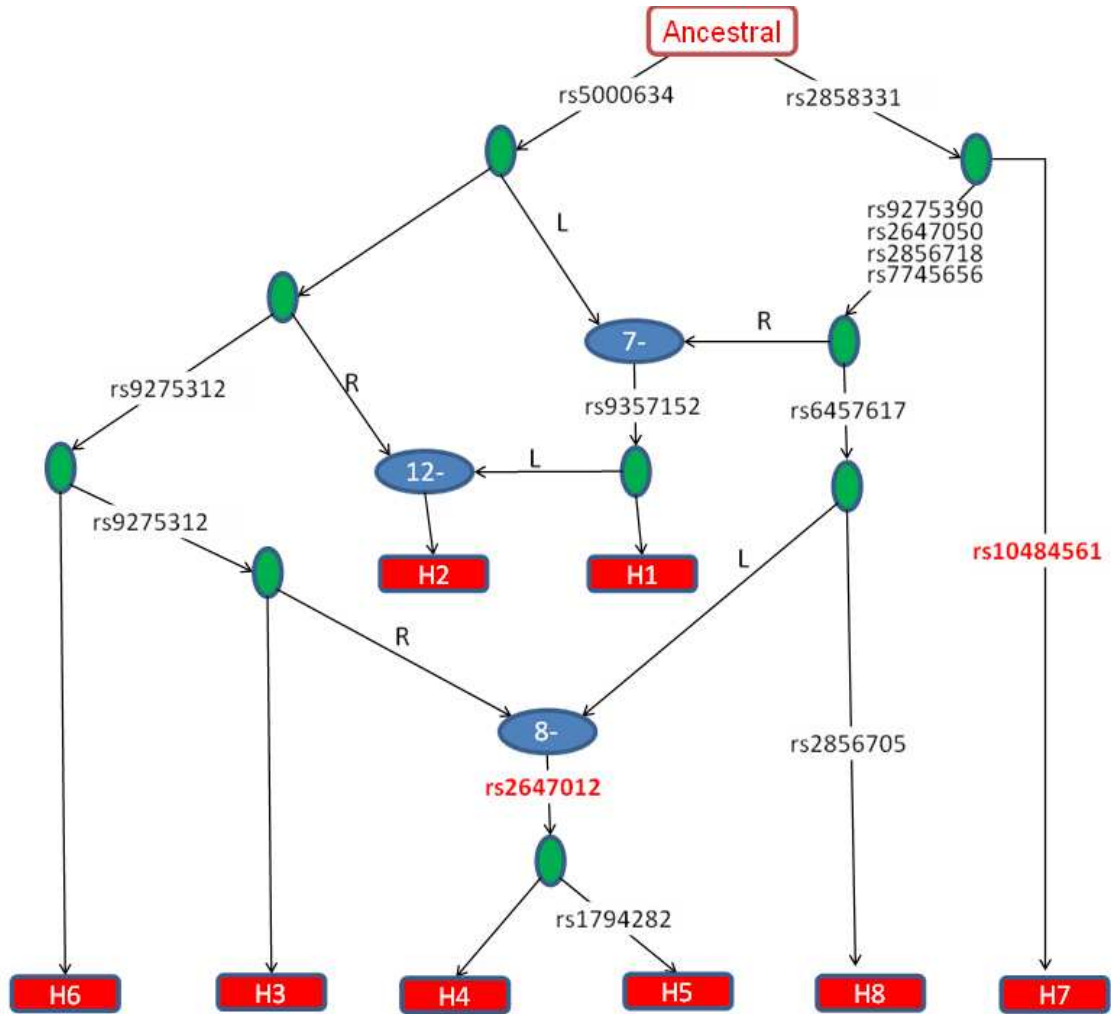 Ancestral
rs5000634
rs2858331
rs9275390
rs2647050
rs2856718
rs7745656
L
R
7-
rs9275312
R
rs9357152
rs6457617
12-
L
rs9275312
H2
H1
rs10484561
L
R
8-
rs2856705
rs2647012
rs1794282
H6
H3
H4
H5
H8
H7